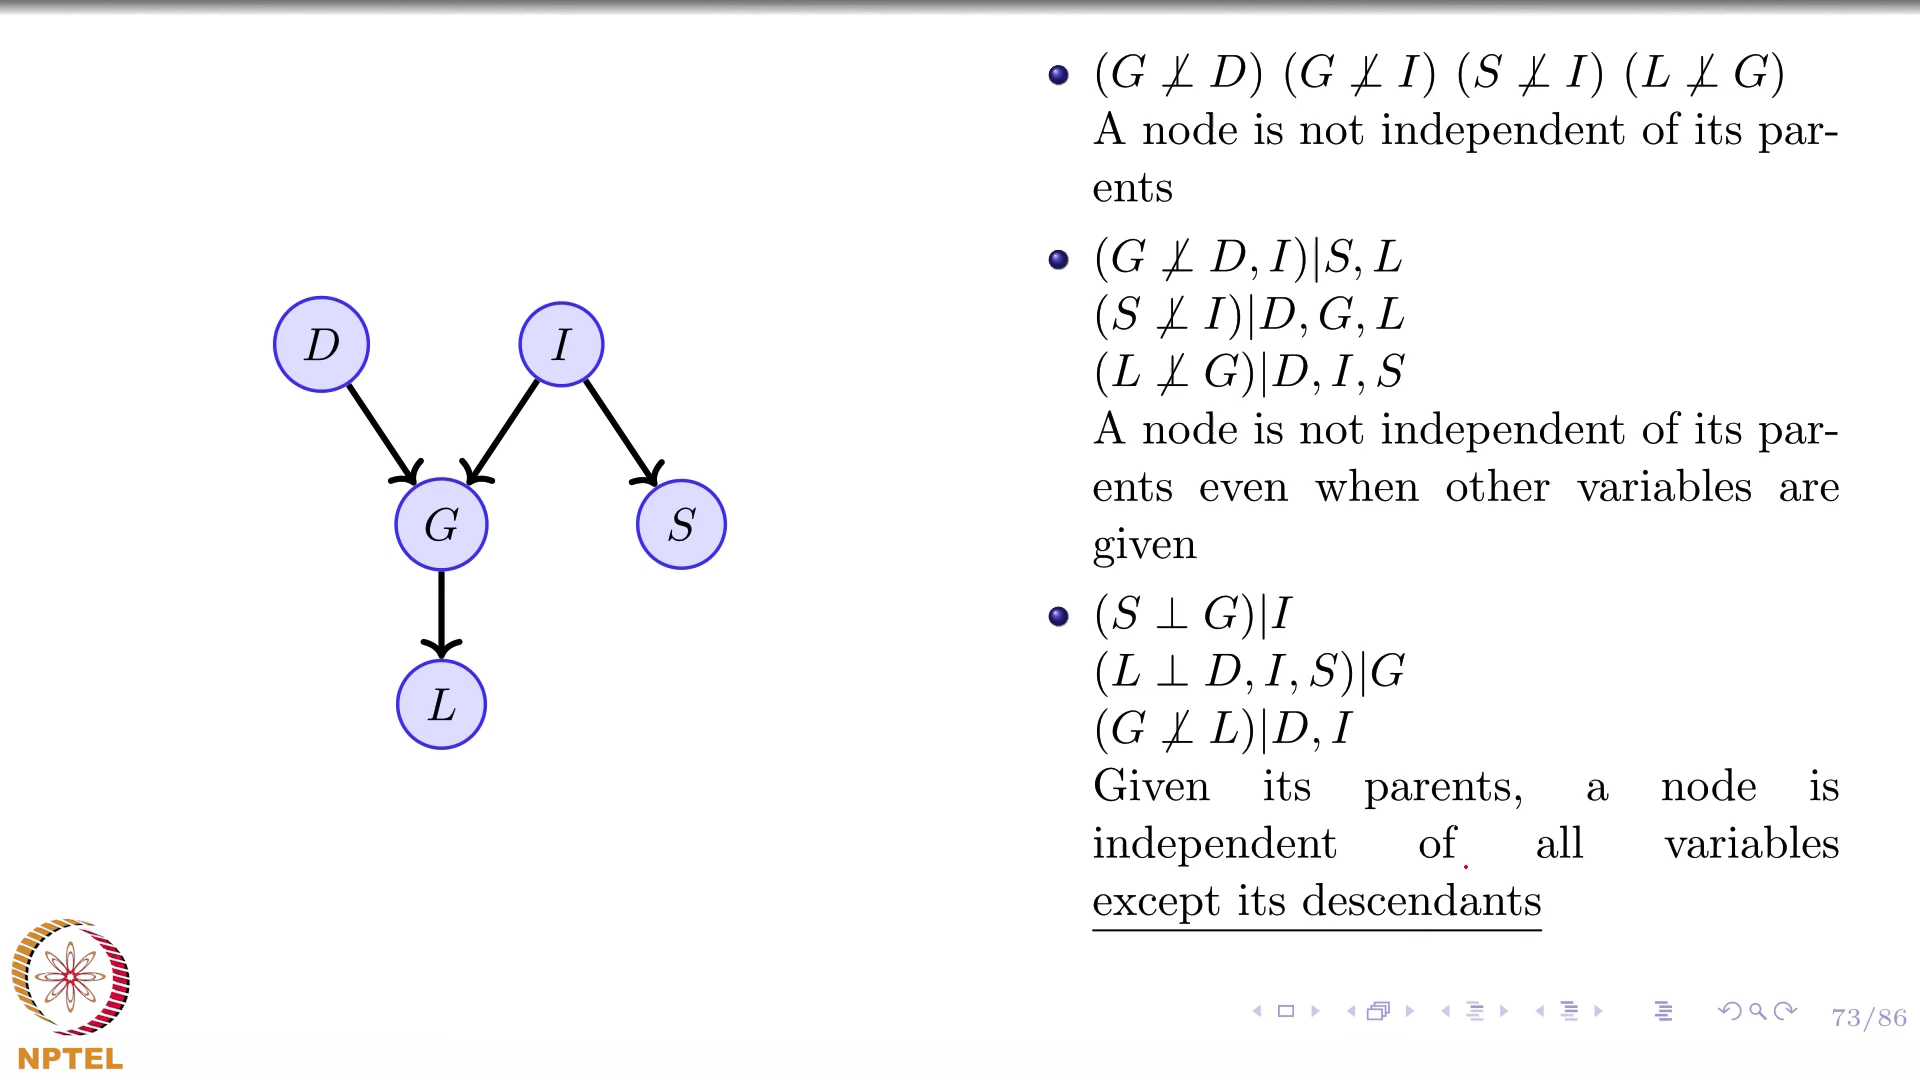 (G ⊥̸ D) (G ⊥̸ I) (S ⊥̸ I) (L ⊥̸ G)
A node is not independent of its par-
ents
(G ⊥̸ D, I)|S, L
(S ⊥̸ I)|D, G, L
(L ⊥̸ G)|D, I, S
A node is not independent of its par-
ents even when other variables are
given
(S ⊥ G)|I
(L ⊥ D, I, S)|G
(G ⊥̸ L)|D, I
Given its parents, a node is
independent of all variables
except its descendants
D I
G S
L
NPTEL
73/86